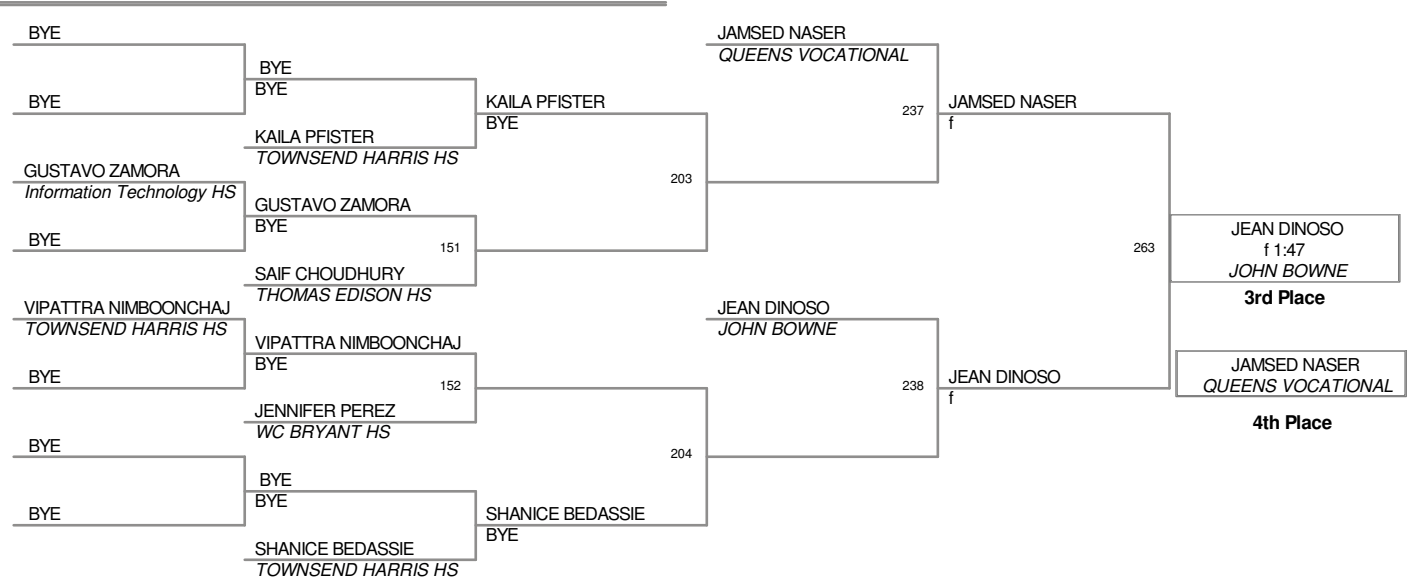 BYE
BYE
BYE
BYE
KAILA PFISTER
TOWNSEND HARRIS HS
KAILA PFISTER
BYE
GUSTAVO ZAMORA
Information Technology HS
BYE
GUSTAVO ZAMORA
BYE
151
SAIF CHOUDHURY
THOMAS EDISON HS
203
VIPATTRA NIMBOONCHAJ
TOWNSEND HARRIS HS
BYE
VIPATTRA NIMBOONCHAJ
BYE
152
JENNIFER PEREZ
WC BRYANT HS
BYE
BYE
BYE
BYE
SHANICE BEDASSIE
TOWNSEND HARRIS HS
SHANICE BEDASSIE
BYE
204
JAMSED NASER
QUEENS VOCATIONAL
237
JAMSED NASER
f
JEAN DINOSO
JOHN BOWNE
238
JEAN DINOSO
f
263
JEAN DINOSO
f 1:47
JOHN BOWNE
3rd Place
JAMSED NASER
QUEENS VOCATIONAL
4th Place